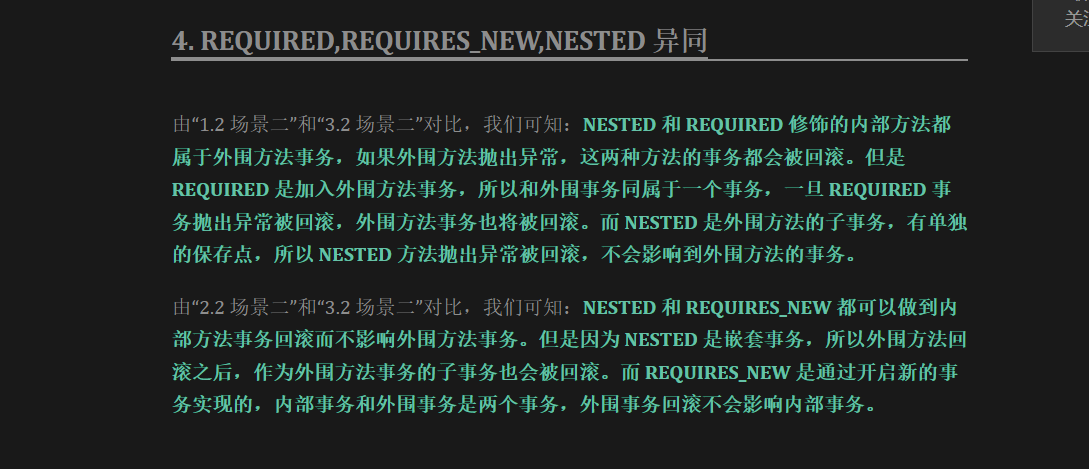 关注
4. REQUIRED,REQUIRES_NEW,NESTED 异同
由“1.2 场景二”和“3.2 场景二”对比，我们可知：NESTED 和 REQUIRED 修饰的内部方法都
属于外围方法事务，如果外围方法抛出异常，这两种方法的事务都会被回滚。但是
REQUIRED 是加入外围方法事务，所以和外围事务同属于一个事务，一旦 REQUIRED 事
务抛出异常被回滚，外围方法事务也将被回滚。而 NESTED 是外围方法的子事务，有单独
的保存点，所以 NESTED 方法抛出异常被回滚，不会影响到外围方法的事务。
由“2.2 场景二”和“3.2 场景二”对比，我们可知：NESTED 和 REQUIRES_NEW 都可以做到内
部方法事务回滚而不影响外围方法事务。但是因为 NESTED 是嵌套事务，所以外围方法回
滚之后，作为外围方法事务的子事务也会被回滚。而 REQUIRES_NEW 是通过开启新的事
务实现的，内部事务和外围事务是两个事务，外围事务回滚不会影响内部事务。